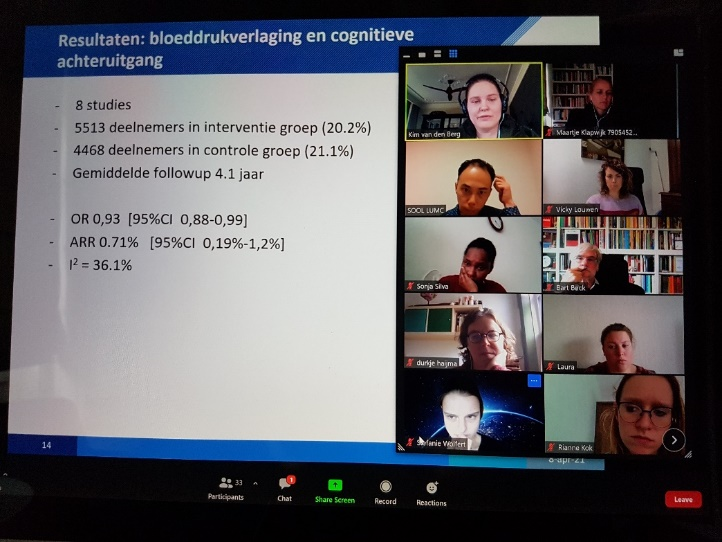 Resultaten: bloeddrukverlaging en cognitieve
achteruitgang
- 8 studies
- 5513 deelnemers in interventie groep (20.2%)
- 4468 deelnemers in controle groep (21.1%)
- Gemiddelde followup 4.1 jaar
- OR 0,93 [95%CI 0,88-0,99]
- ARR 0.71% [95%CI 0,19%-1,2%]
- I² = 36.1%
14
8-apr-21
Kim van den Berg
Maartje Klapwijk 7905452...
SOOL LUMC
Vicky Louwen
Sonja Silva
Bart Beck
durkje hajma
Laura
Stefanie Wolfert
Rianne Kok
33
1
Participants
Chat
Share Screen
Record
Reactions
Leave